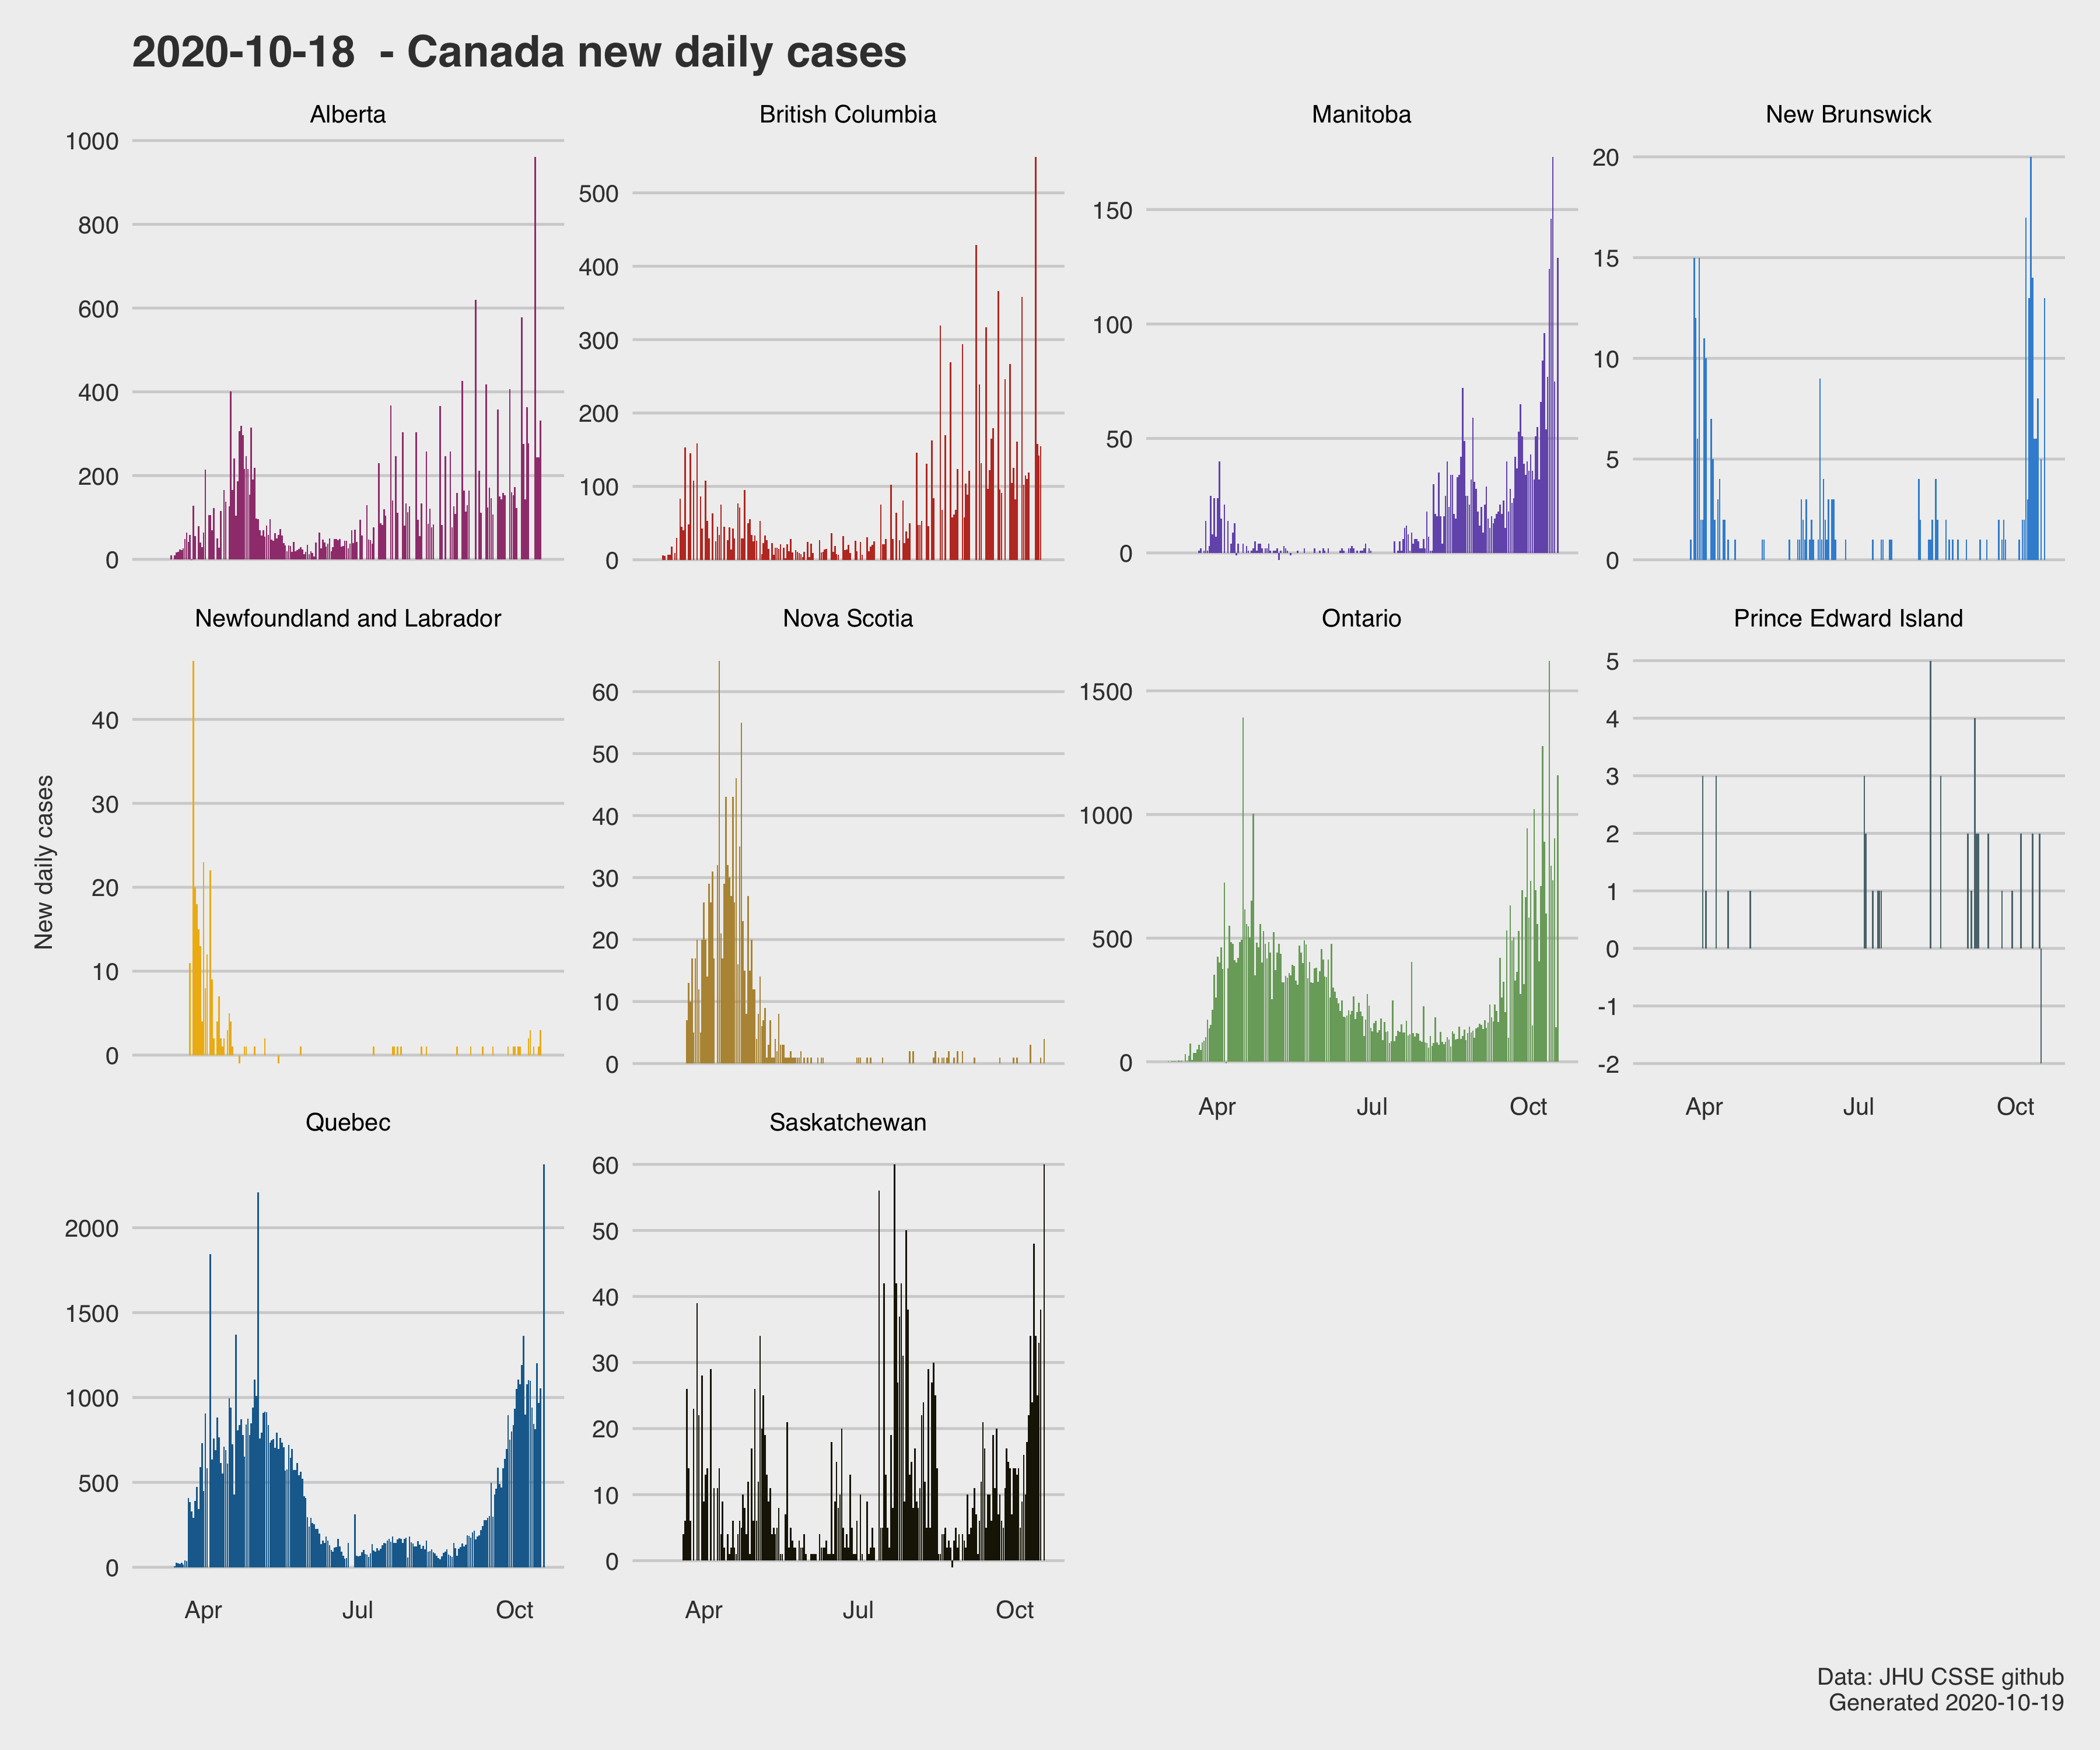 2020-10-18 - Canada new daily cases
Alberta
British Columbia
Manitoba
New Brunswick
1000
800
600
400
200
0
500
400
300
200
100
0
150
100
50
0
20
15
10
5
0
Newfoundland and Labrador
Nova Scotia
Ontario
Prince Edward Island
New daily cases
40
30
20
10
0
60
50
40
30
20
10
0
1500
1000
500
0
5
4
3
2
1
0
-1
-2
Apr
Jul
Oct
Apr
Jul
Oct
Quebec
Saskatchewan
2000
1500
1000
500
0
60
50
40
30
20
10
0
Apr
Jul
Oct
Apr
Jul
Oct
Data: JHU CSSE github
Generated 2020-10-19